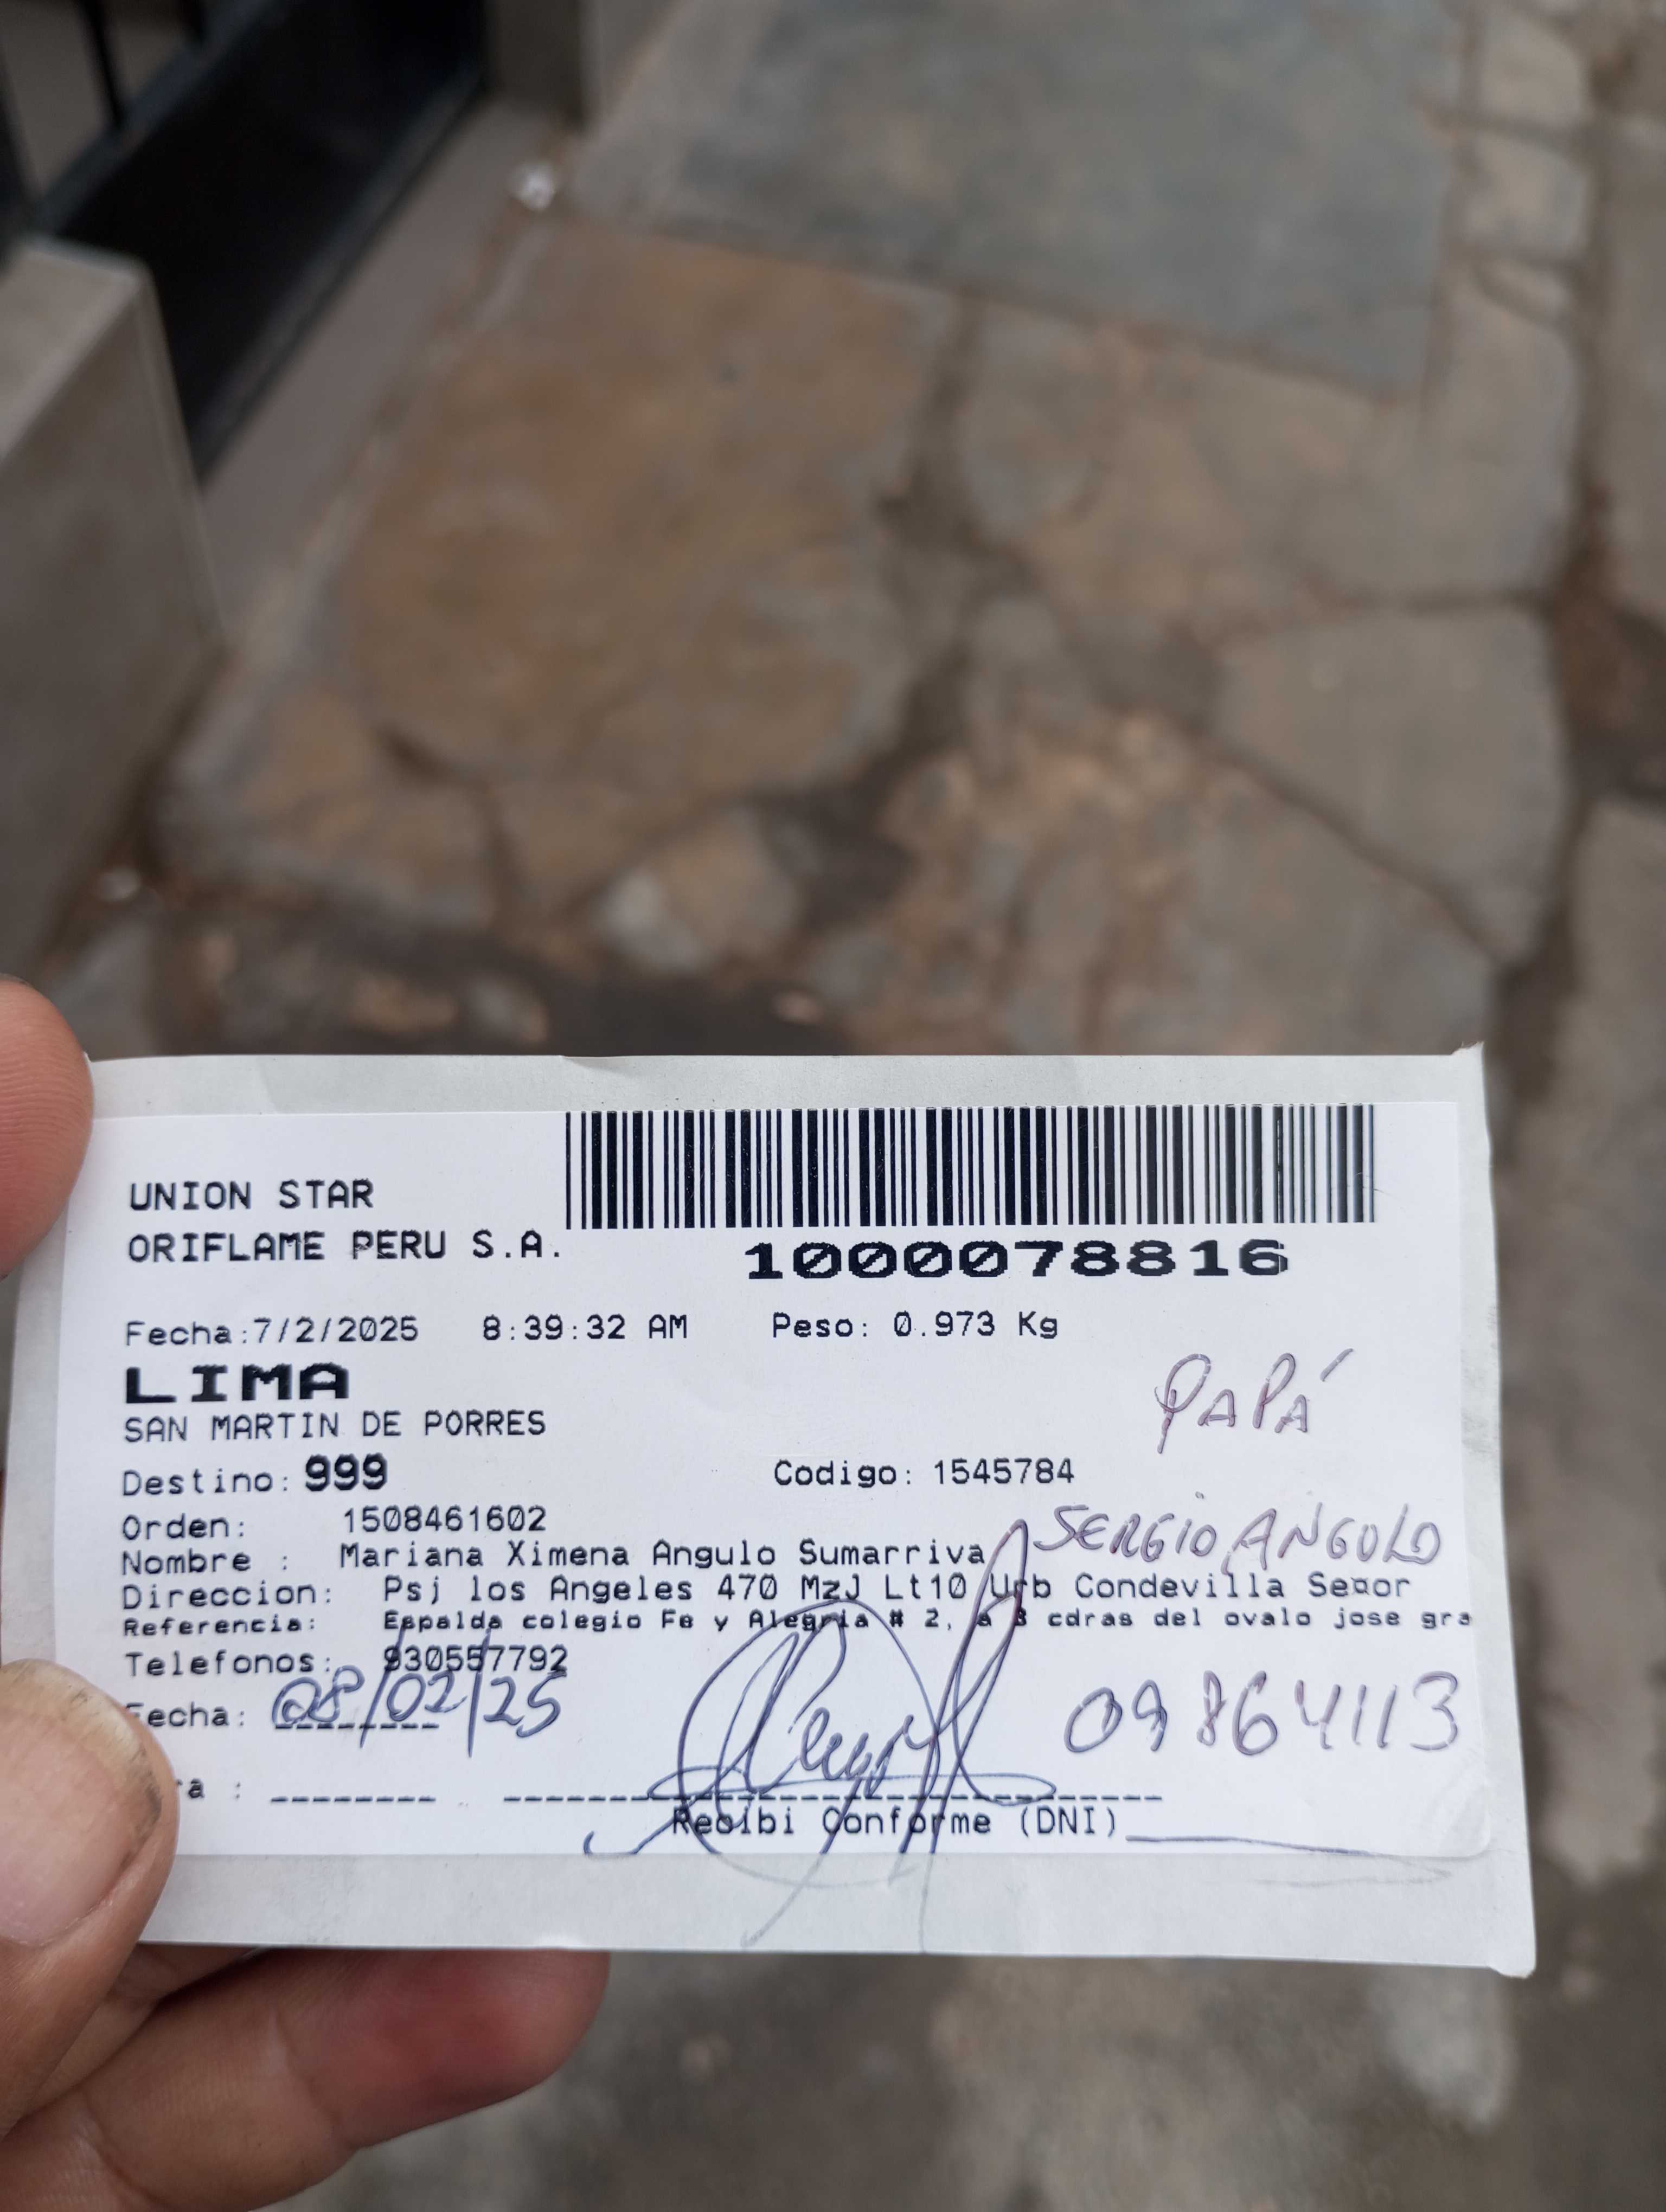 UNION STAR
ORIFLAME PERU S.A.
1000078816
Fecha:7/2/2025 8:39:32 AM Peso: 0.973 Kg
LIMA
PAPÁ
SAN MARTIN DE PORRES
Destino: 999 Codigo: 1545784
Orden: 1508461602
SERGIO ANGULO
Nombre : Mariana Ximena Angulo Sumarriva
Direccion: Psj los Angeles 470 MzJ Lt10 Urb Condevilla Se¤or
Referencia: Espalda colegio Fe y Alegria # 2, a 3 cdras del ovalo jose gra
Telefonos: 930557792
Fecha: 08/02/25
09864113
ra :
Recibi Conforme (DNI)